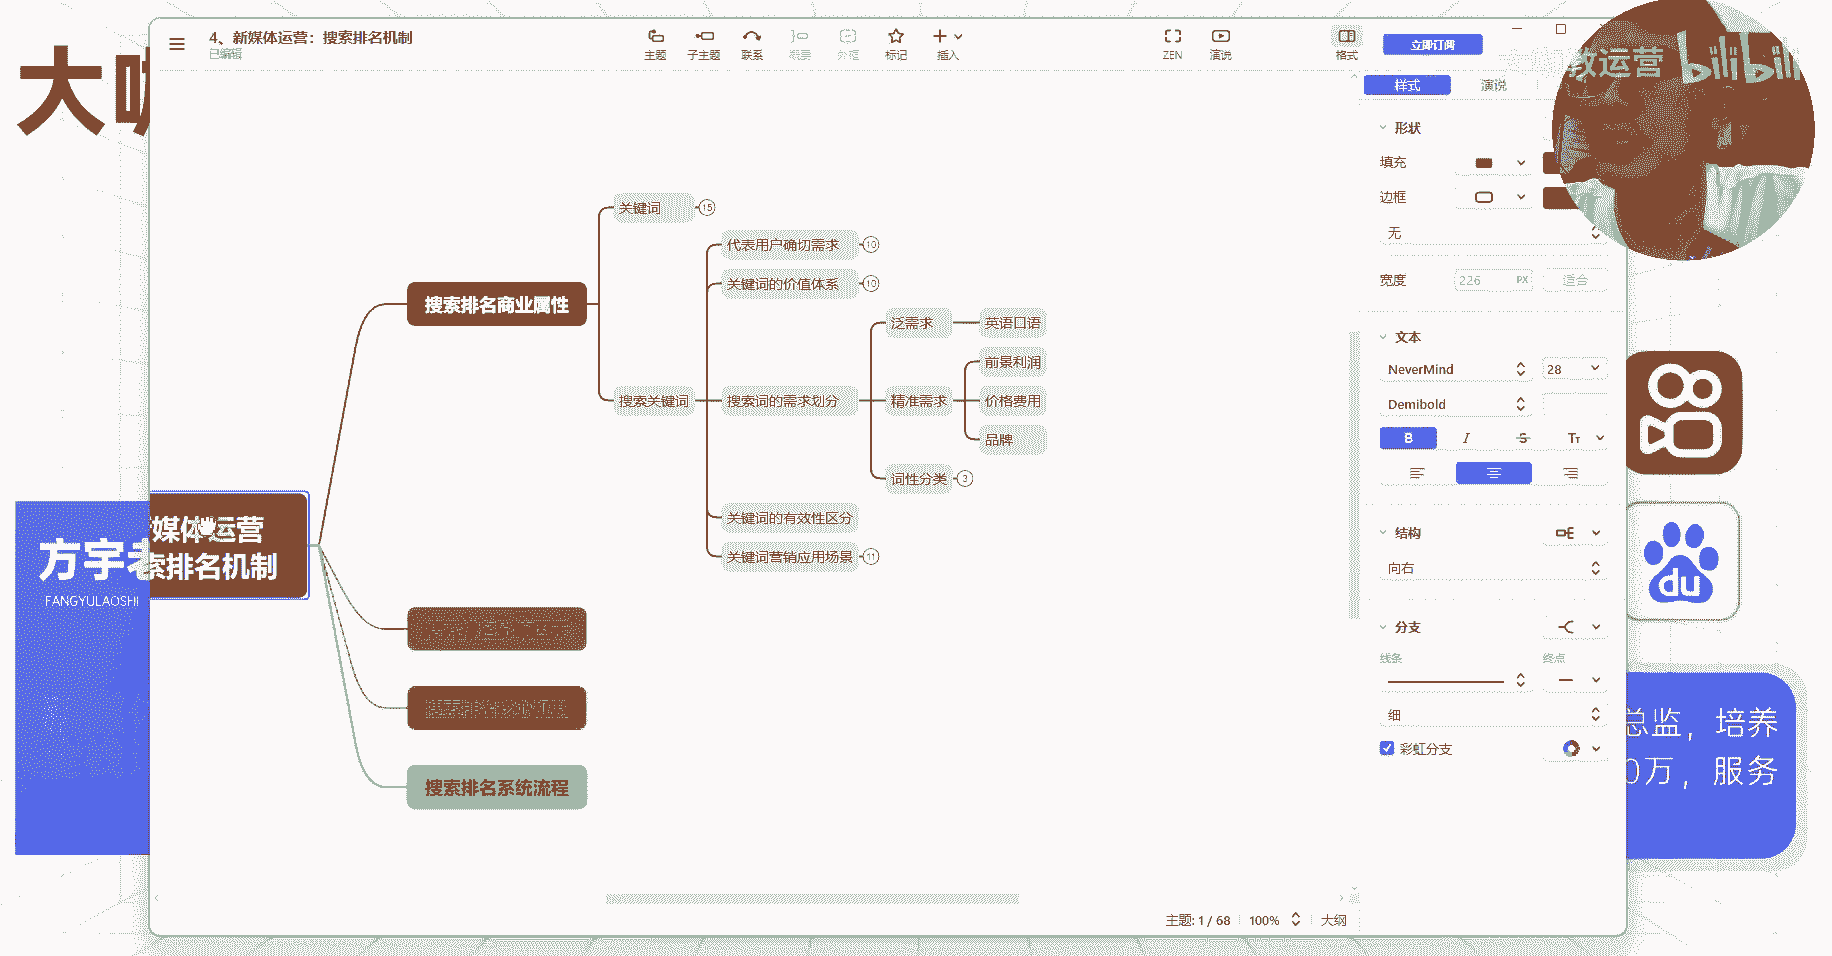 大
4、新媒体运营：搜索排名机制
已编辑
主题
子主题
联系
概要
外框
标记
插入
ZEN
演说
格式
立即订阅
教运营
bilibili
样式
演说
形状
填充
边框
无
宽度
226
PX
适合
文本
NeverMind
28
Demibold
B
I
S
Tт
结构
向右
分支
线条
终点
细
彩虹分支
关键词
15
代表用户确切需求
10
关键词的价值体系
10
搜索排名商业属性
泛需求
英语口语
前景利润
搜索关键词
搜索词的需求划分
精准需求
价格费用
品牌
词性分类
3
关键词的有效性区分
关键词营销应用场景
11
媒体运营
索排名机制
方宇老
FANGYULAOSHI
搜索排名系统流程
du
总监，培养
0万，服务
主题: 1 / 68
100%
大纲